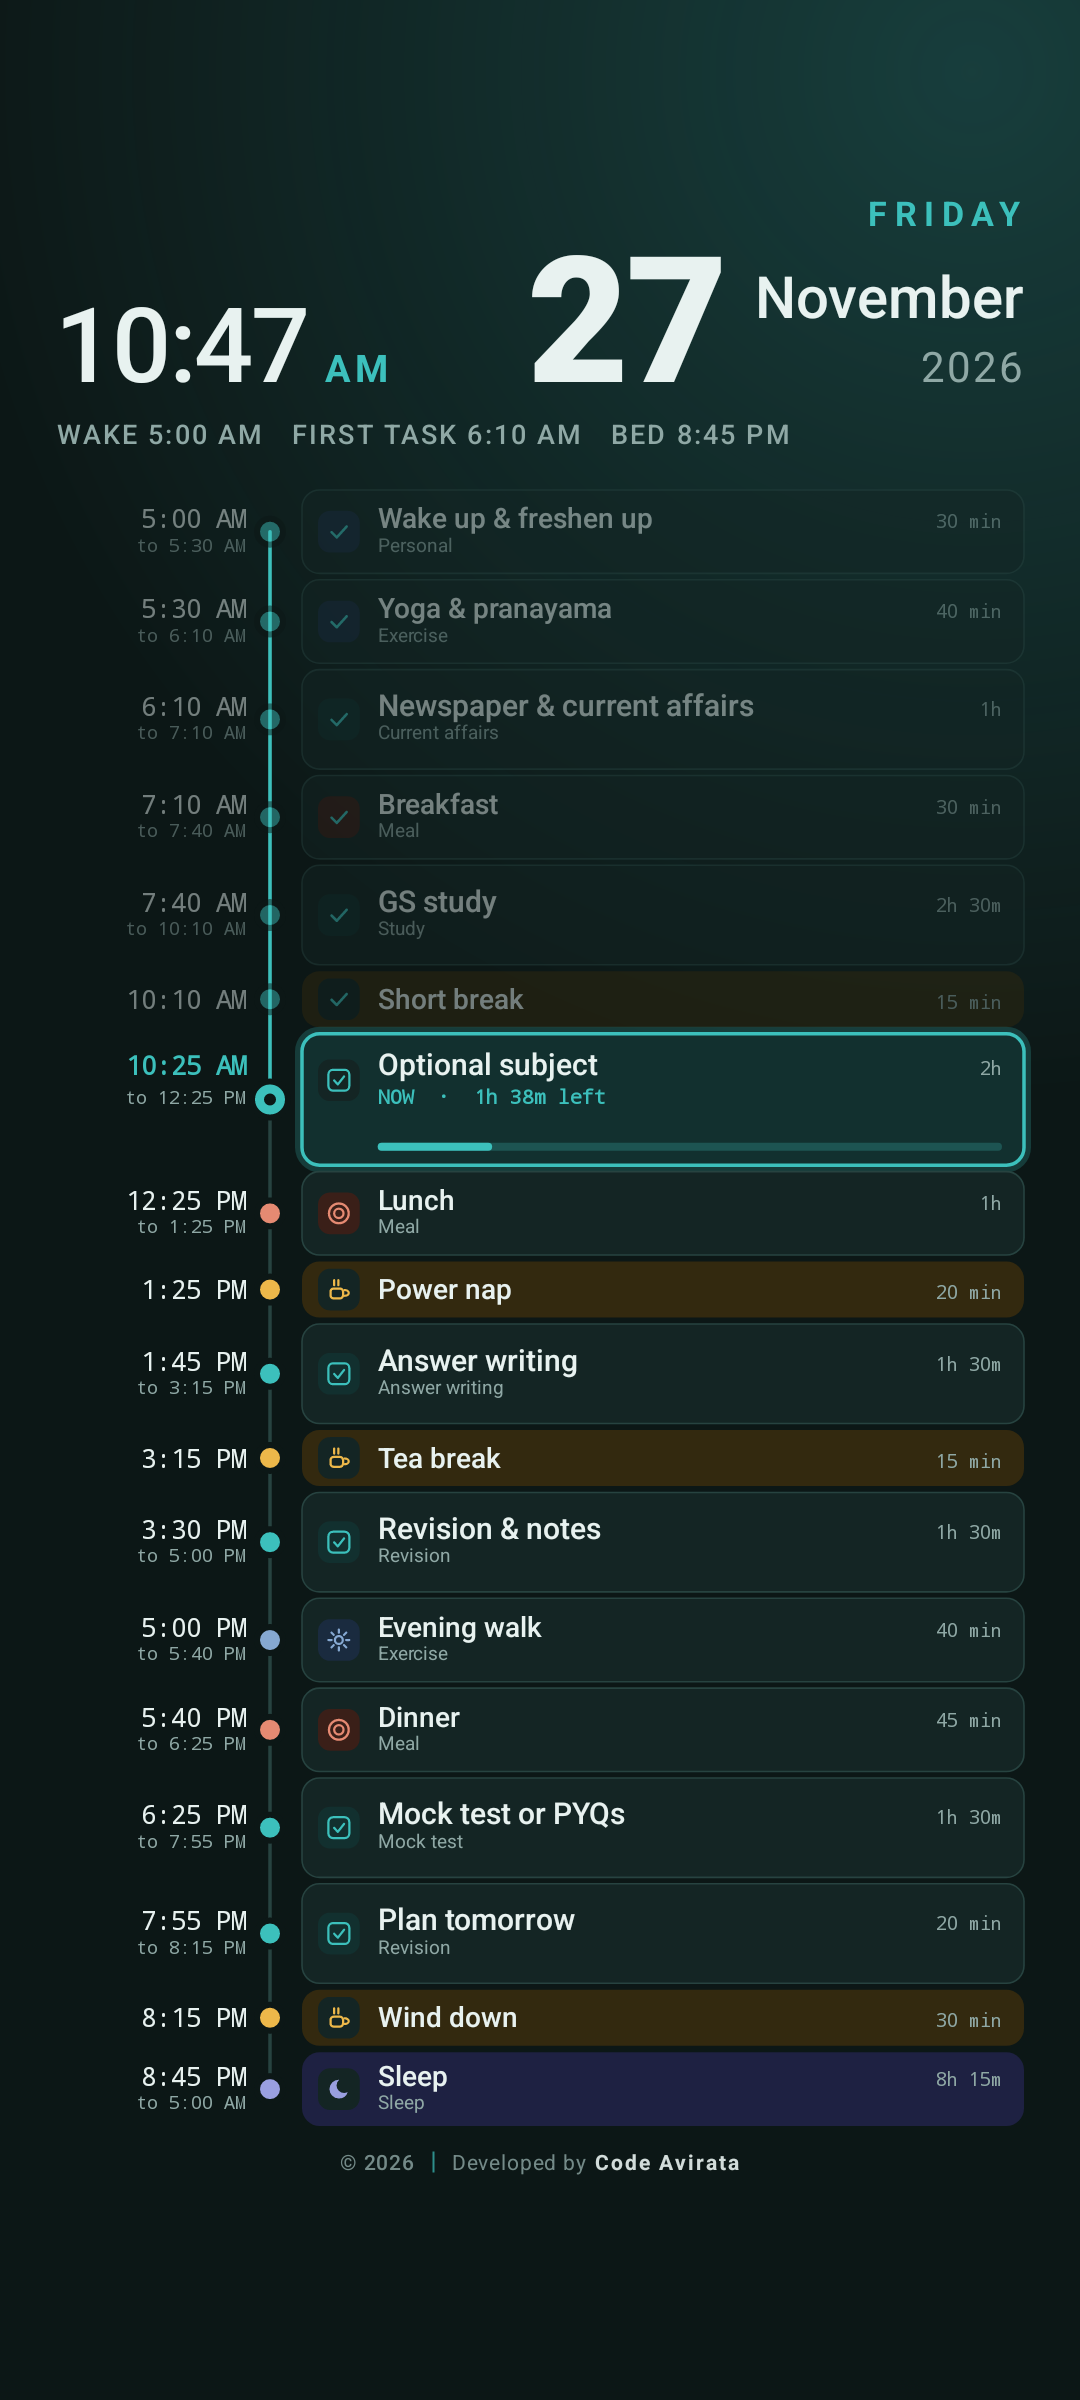 FRIDAY
10:47 AM
27 November
2026
WAKE 5:00 AM FIRST TASK 6:10 AM BED 8:45 PM
5:00 AM Wake up & freshen up 30 min
to 5:30 AM Personal
5:30 AM Yoga & pranayama 40 min
to 6:10 AM Exercise
6:10 AM Newspaper & current affairs 1h
to 7:10 AM Current affairs
7:10 AM Breakfast 30 min
to 7:40 AM Meal
7:40 AM GS study 2h 30m
to 10:10 AM Study
10:10 AM Short break 15 min
10:25 AM Optional subject 2h
to 12:25 PM NOW · 1h 38m left
12:25 PM Lunch 1h
to 1:25 PM Meal
1:25 PM Power nap 20 min
1:45 PM Answer writing 1h 30m
to 3:15 PM Answer writing
3:15 PM Tea break 15 min
3:30 PM Revision & notes 1h 30m
to 5:00 PM Revision
5:00 PM Evening walk 40 min
to 5:40 PM Exercise
5:40 PM Dinner 45 min
to 6:25 PM Meal
6:25 PM Mock test or PYQs 1h 30m
to 7:55 PM Mock test
7:55 PM Plan tomorrow 20 min
to 8:15 PM Revision
8:15 PM Wind down 30 min
8:45 PM Sleep 8h 15m
to 5:00 AM Sleep
© 2026 | Developed by Code Avirata